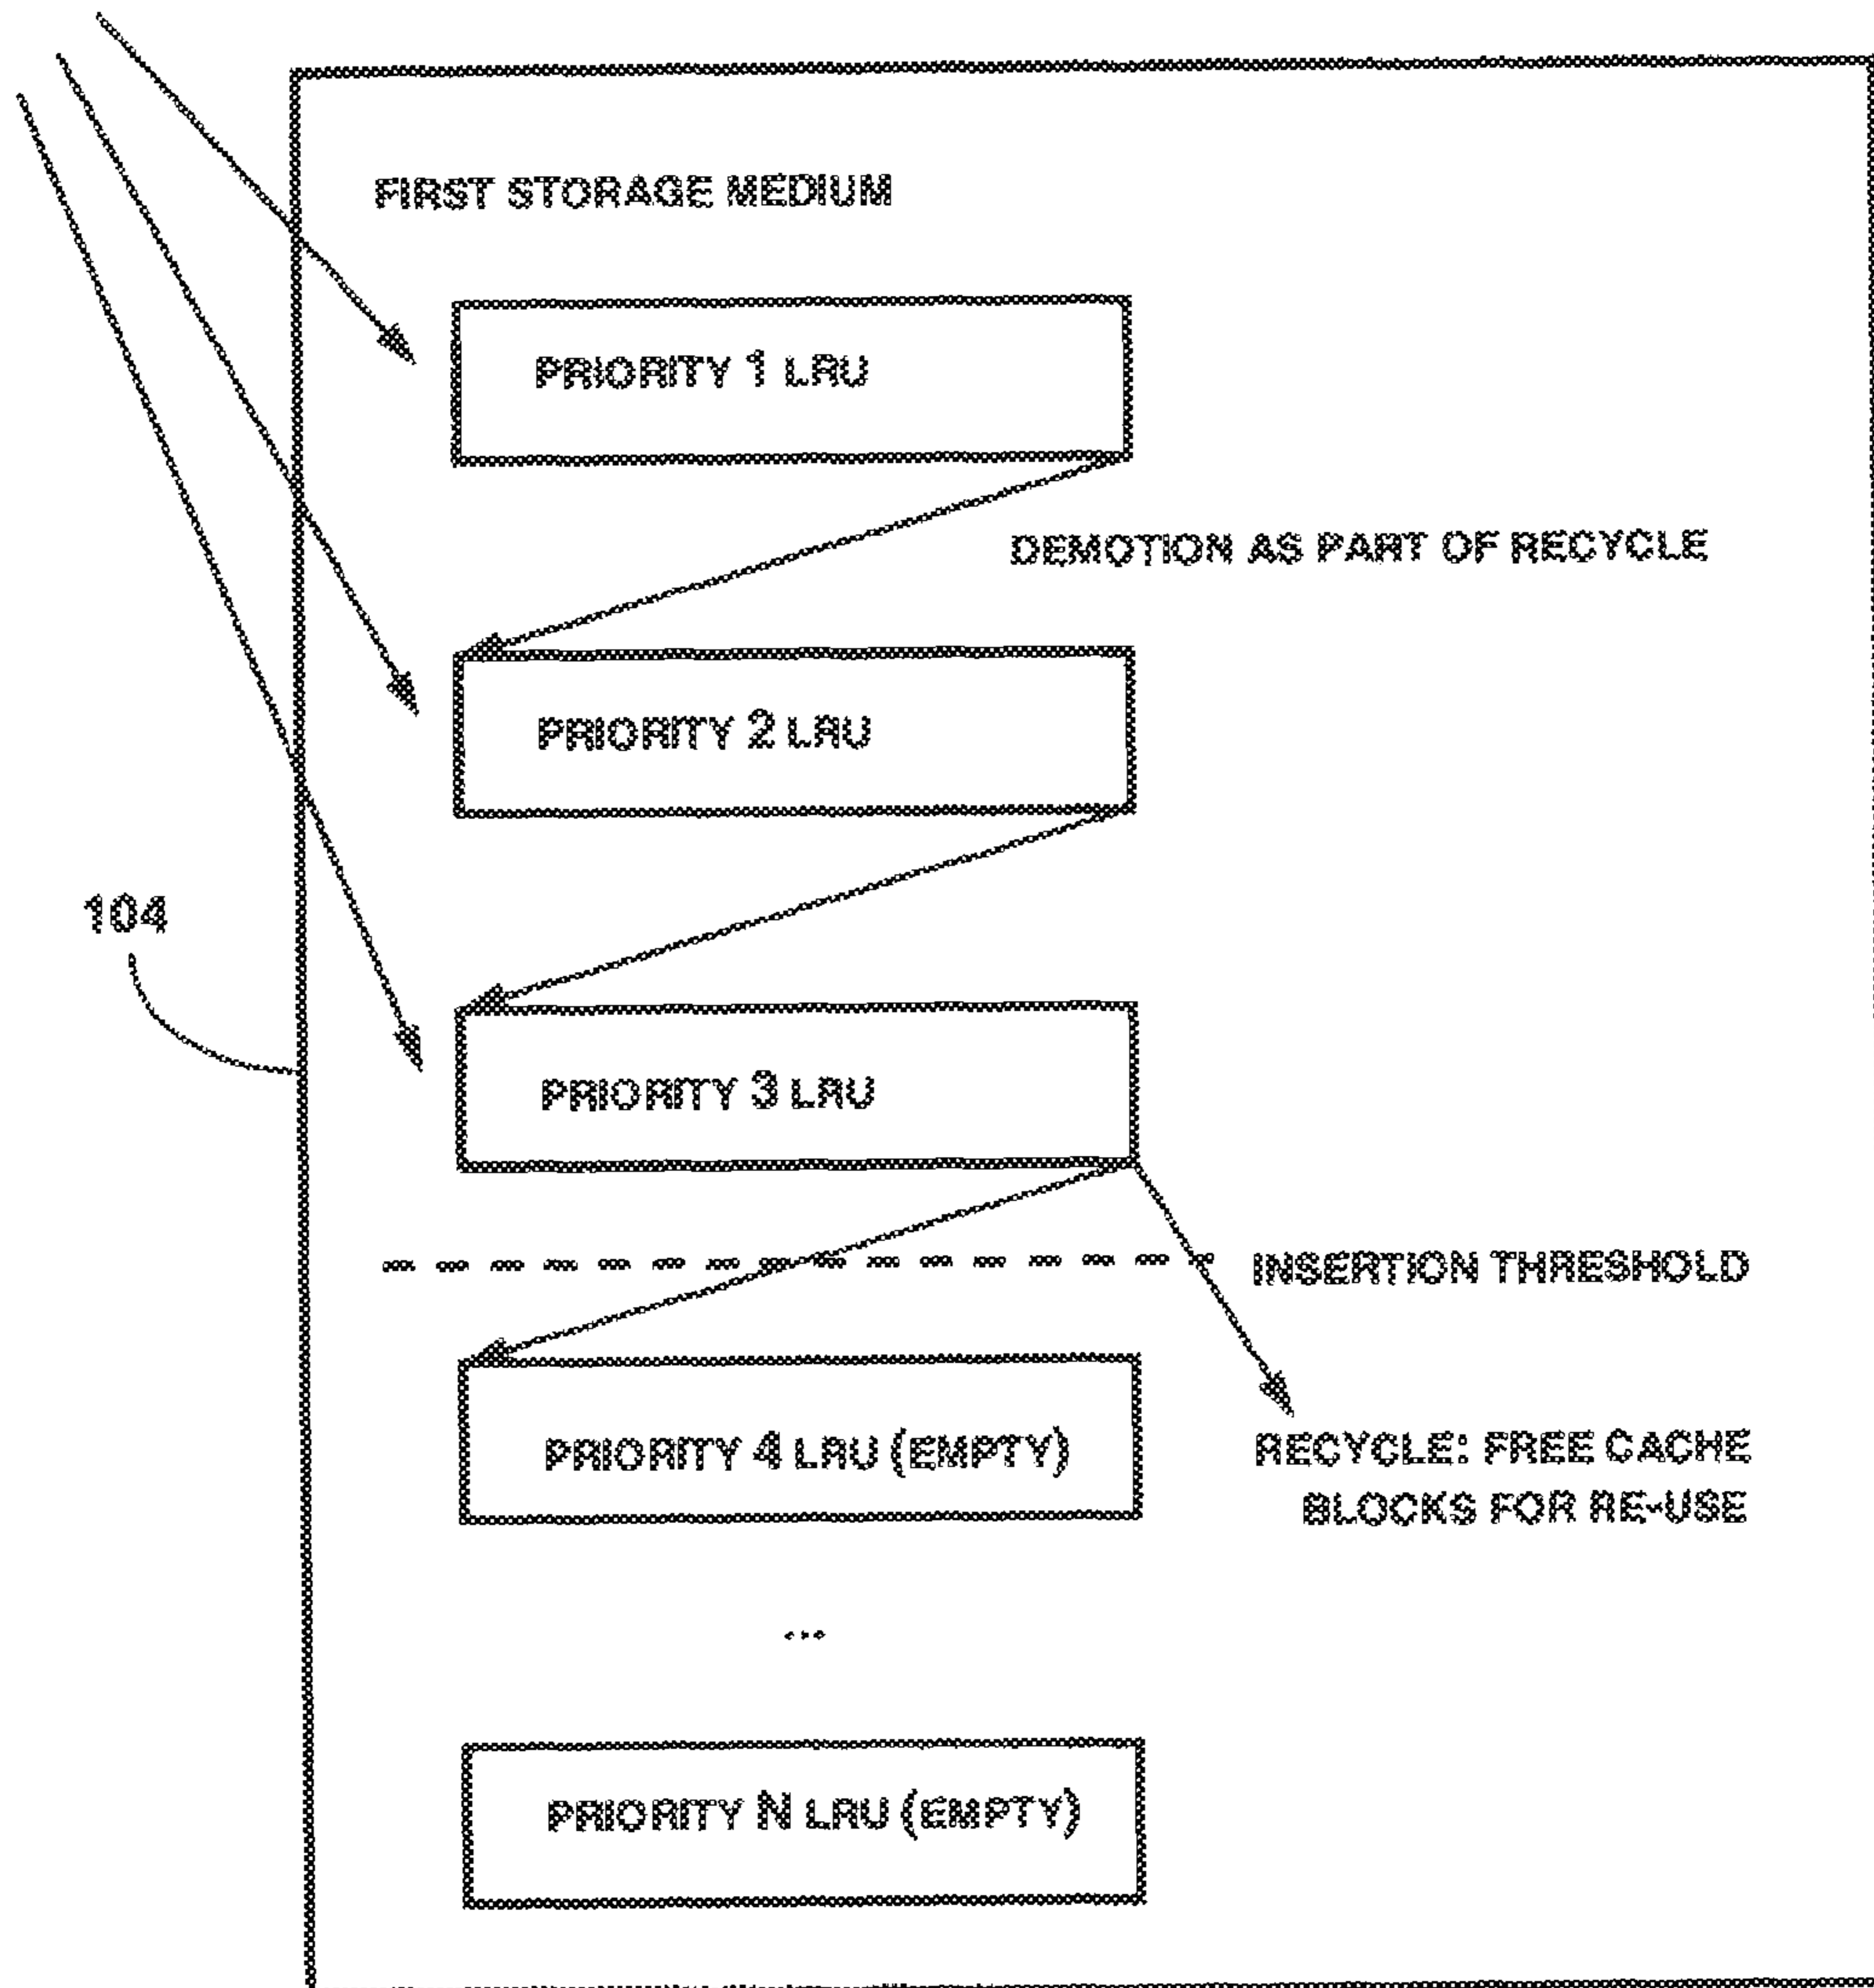 FIRST STORAGE MEDIUM
PRIORITY 1 LRU
DEMOTION AS PART OF RECYCLE
PRIORITY 2 LRU
104
PRIORITY 3 LRU
INSERTION THRESHOLD
PRIORITY 4 LRU (EMPTY)
RECYCLE: FREE CACHE
BLOCKS FOR RE-USE
...
PRIORITY N LRU (EMPTY)